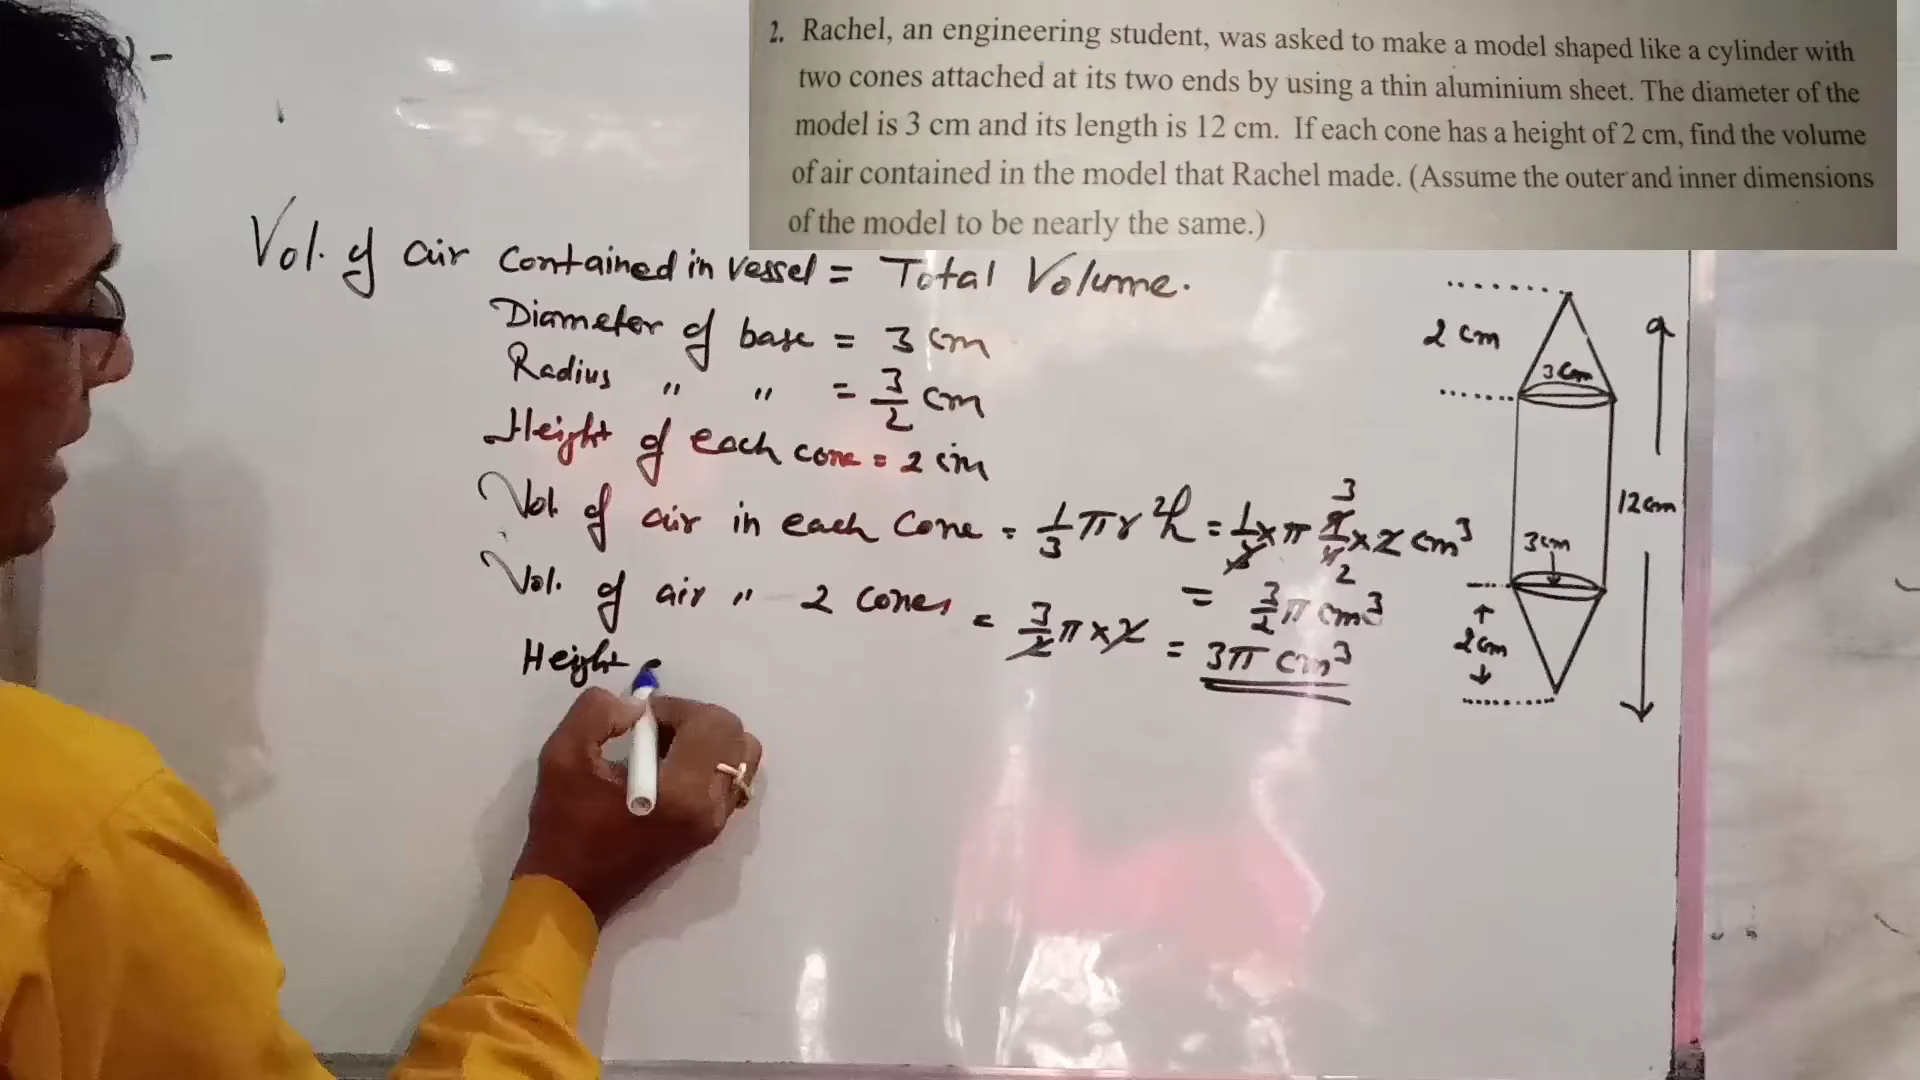 2. Rachel, an engineering student, was asked to make a model shaped like a cylinder with
two cones attached at its two ends by using a thin aluminium sheet. The diameter of the
model is 3 cm and its length is 12 cm. If each cone has a height of 2 cm, find the volume
of air contained in the model that Rachel made. (Assume the outer and inner dimensions
of the model to be nearly the same.)
Vol. of air contained in vessel = Total Volume.
Diameter of base = 3 cm
Radius " " = 3/2 cm
Height of each cone = 2 cm
Vol. of air in each cone = 1/3 πr²h = 1/3 × π 9/4 × 2 cm³
3
2
= 3/2 π cm³
Vol. of air " 2 cones = 3/2 π × 2 = 3π cm³
Height
2 cm
3 cm
12 cm
3 cm
2 cm